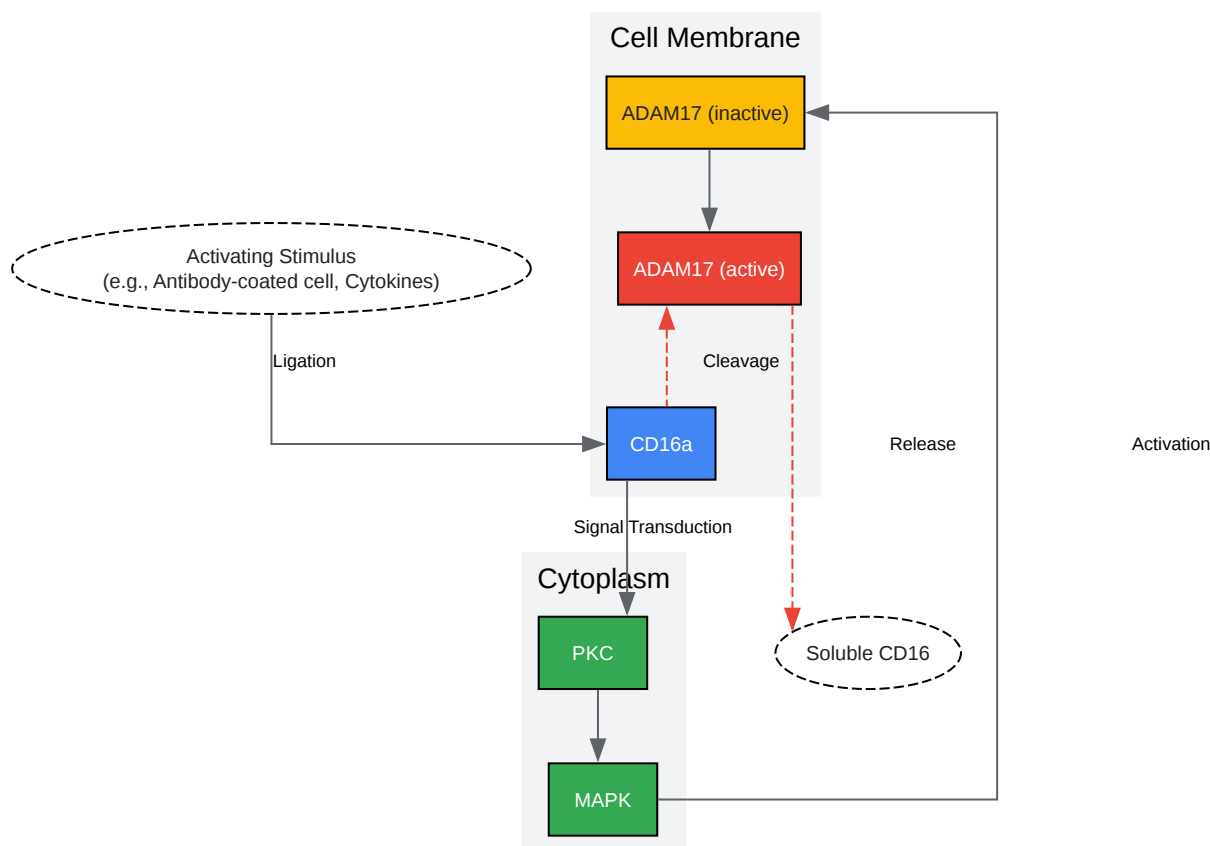 Cell Membrane
ADAM17 (inactive)
Activating Stimulus
(e.g., Antibody-coated cell, Cytokines)
ADAM17 (active)
Ligation
Cleavage
CD16a
Release
Activation
Signal Transduction
Cytoplasm
PKC
Soluble CD16
MAPK